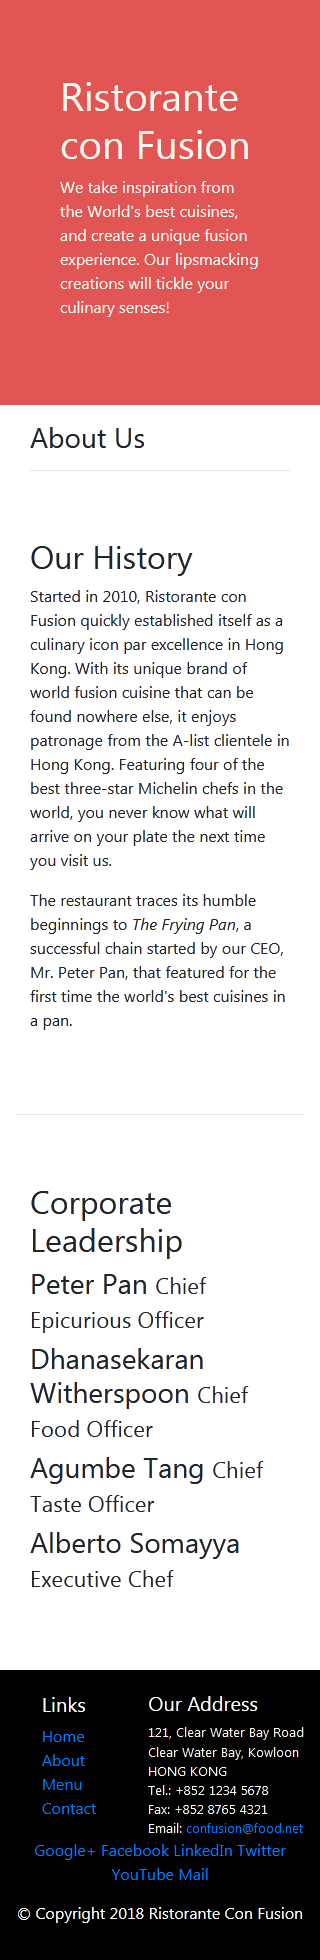 Ristorante
con Fusion
We take inspiration from
the World's best cuisines,
and create a unique fusion
experience. Our lipsmacking
creations will tickle your
culinary senses!
About Us
Our History
Started in 2010, Ristorante con
Fusion quickly established itself as a
culinary icon par excellence in Hong
Kong. With its unique brand of
world fusion cuisine that can be
found nowhere else, it enjoys
patronage from the A-list clientele in
Hong Kong. Featuring four of the
best three-star Michelin chefs in the
world, you never know what will
arrive on your plate the next time
you visit us.
The restaurant traces its humble
beginnings to The Frying Pan, a
successful chain started by our CEO,
Mr. Peter Pan, that featured for the
first time the world's best cuisines in
a pan.
Corporate
Leadership
Peter Pan Chief
Epicurious Officer
Dhanasekaran
Witherspoon Chief
Food Officer
Agumbe Tang Chief
Taste Officer
Alberto Somayya
Executive Chef
Links
Home
About
Menu
Contact
Our Address
121, Clear Water Bay Road
Clear Water Bay, Kowloon
HONG KONG
Tel.: +852 1234 5678
Fax: +852 8765 4321
Email: confusion@food.net
Google+ Facebook LinkedIn Twitter
YouTube Mail
© Copyright 2018 Ristorante Con Fusion